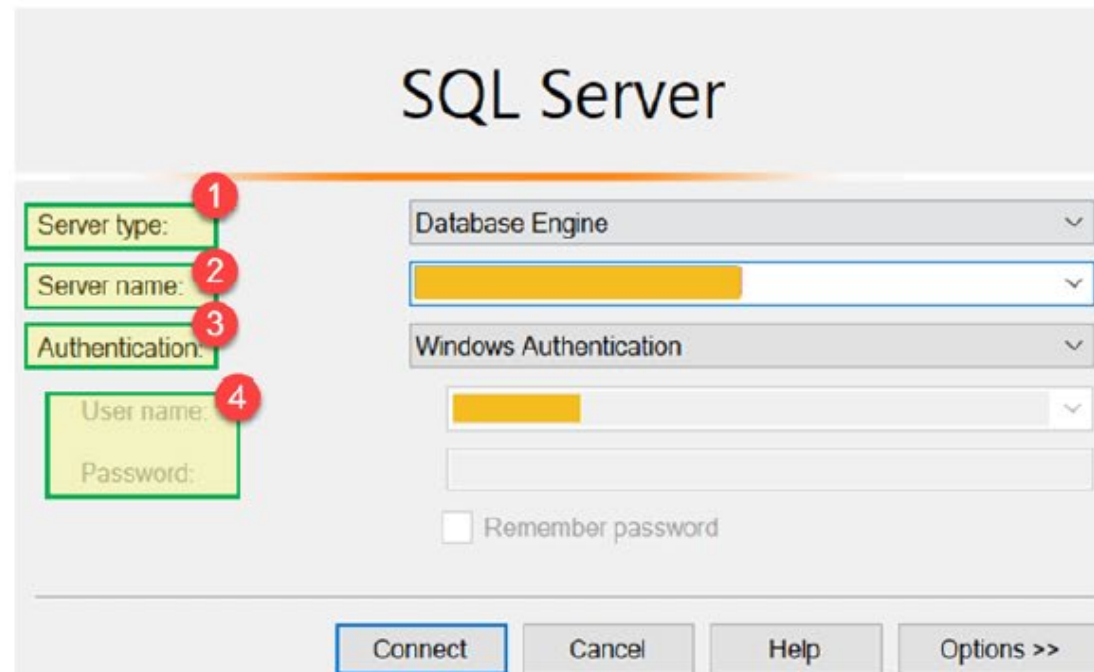 SQL Server
1
Server type: Database Engine
2
Server name:
3
Authentication: Windows Authentication
4
User name:
Password:
Remember password
Connect Cancel Help Options >>